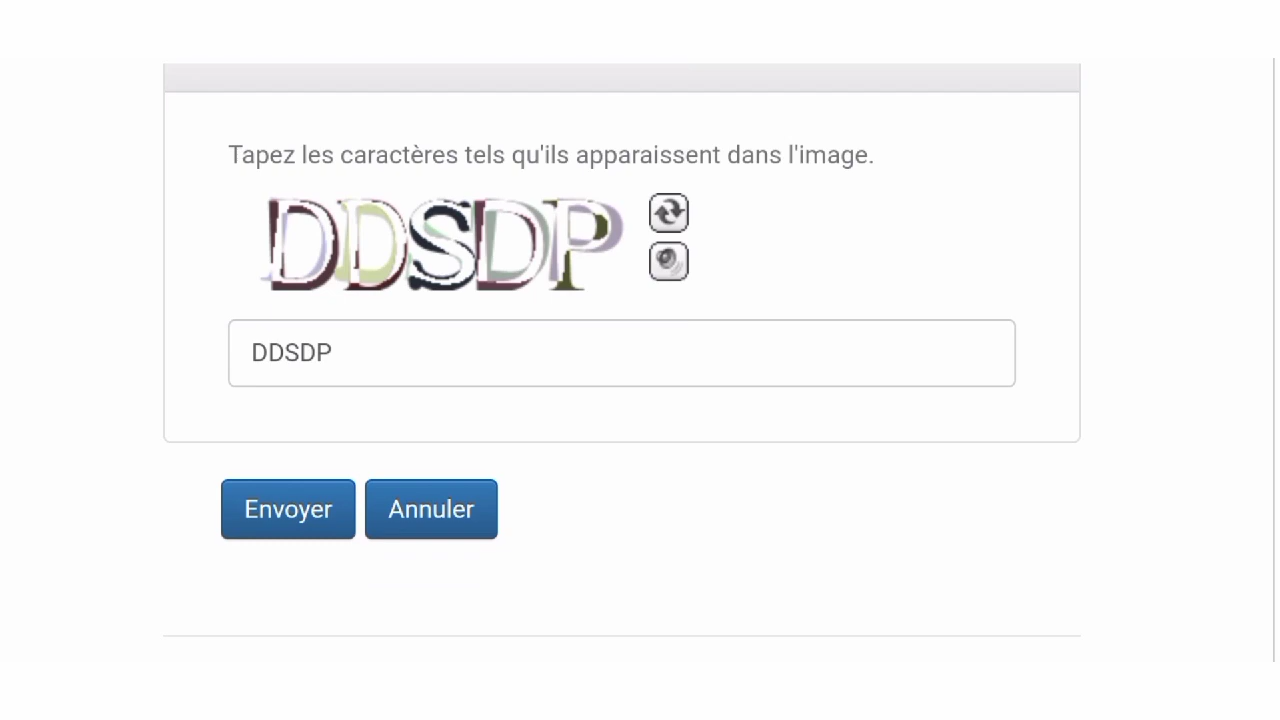 Tapez les caractères tels qu'ils apparaissent dans l'image.
DDSDP
DDSDP
Envoyer Annuler